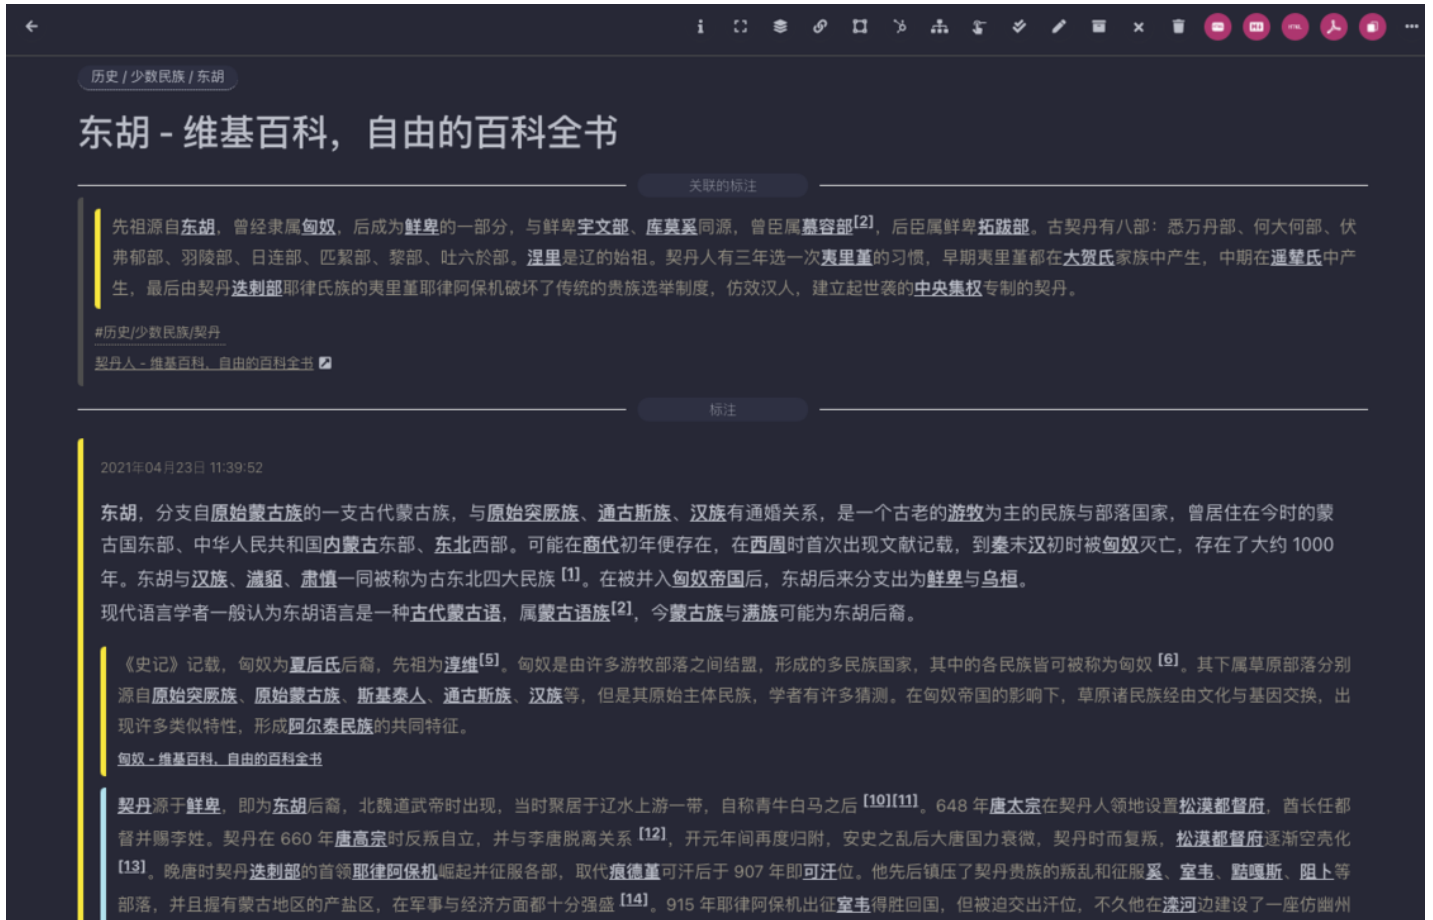 历史 / 少数民族 / 东胡
东胡 - 维基百科，自由的百科全书
关联的标注
先祖源自东胡，曾经隶属匈奴，后成为鲜卑的一部分，与鲜卑宇文部、库莫奚同源，曾臣属慕容部[2]，后臣属鲜卑拓跋部。古契丹有八部：悉万丹部、何大何部、伏
弗郁部、羽陵部、日连部、匹絜部、黎部、吐六於部。涅里是辽的始祖。契丹人有三年选一次夷里堇的习惯，早期夷里堇都在大贺氏家族中产生，中期在遥辇氏中产
生，最后由契丹迭剌部耶律氏族的夷里堇耶律阿保机破坏了传统的贵族选举制度，仿效汉人，建立起世袭的中央集权专制的契丹。
#历史/少数民族/契丹
契丹人 - 维基百科，自由的百科全书
标注
2021年04月23日 11:39:52
东胡，分支自原始蒙古族的一支古代蒙古族，与原始突厥族、通古斯族、汉族有通婚关系，是一个古老的游牧为主的民族与部落国家，曾居住在今时的蒙
古国东部、中华人民共和国内蒙古东部、东北西部。可能在商代初年便存在，在西周时首次出现文献记载，到秦末汉初时被匈奴灭亡，存在了大约 1000
年。东胡与汉族、濊貊、肃慎一同被称为古东北四大民族 [1]。在被并入匈奴帝国后，东胡后来分支出为鲜卑与乌桓。
现代语言学者一般认为东胡语言是一种古代蒙古语，属蒙古语族[2]，今蒙古族与满族可能为东胡后裔。
《史记》记载，匈奴为夏后氏后裔，先祖为淳维[5]。匈奴是由许多游牧部落之间结盟，形成的多民族国家，其中的各民族皆可被称为匈奴 [6]。其下属草原部落分别
源自原始突厥族、原始蒙古族、斯基泰人、通古斯族、汉族等，但是其原始主体民族，学者有许多猜测。在匈奴帝国的影响下，草原诸民族经由文化与基因交换，出
现许多类似特性，形成阿尔泰民族的共同特征。
匈奴 - 维基百科，自由的百科全书
契丹源于鲜卑，即为东胡后裔，北魏道武帝时出现，当时聚居于辽水上游一带，自称青牛白马之后 [10][11]。648 年唐太宗在契丹人领地设置松漠都督府，酋长任都
督并赐李姓。契丹在 660 年唐高宗时反叛自立，并与李唐脱离关系 [12]，开元年间再度归附，安史之乱后大唐国力衰微，契丹时而复叛，松漠都督府逐渐空壳化
[13]。晚唐时契丹迭剌部的首领耶律阿保机崛起并征服各部，取代痕德堇可汗后于 907 年即可汗位。他先后镇压了契丹贵族的叛乱和征服奚、室韦、黠嘎斯、阻卜等
部落，并且握有蒙古地区的产盐区，在军事与经济方面都十分强盛 [14]。915 年耶律阿保机出征室韦得胜回国，但被迫交出汗位，不久他在滦河边建设了一座仿幽州